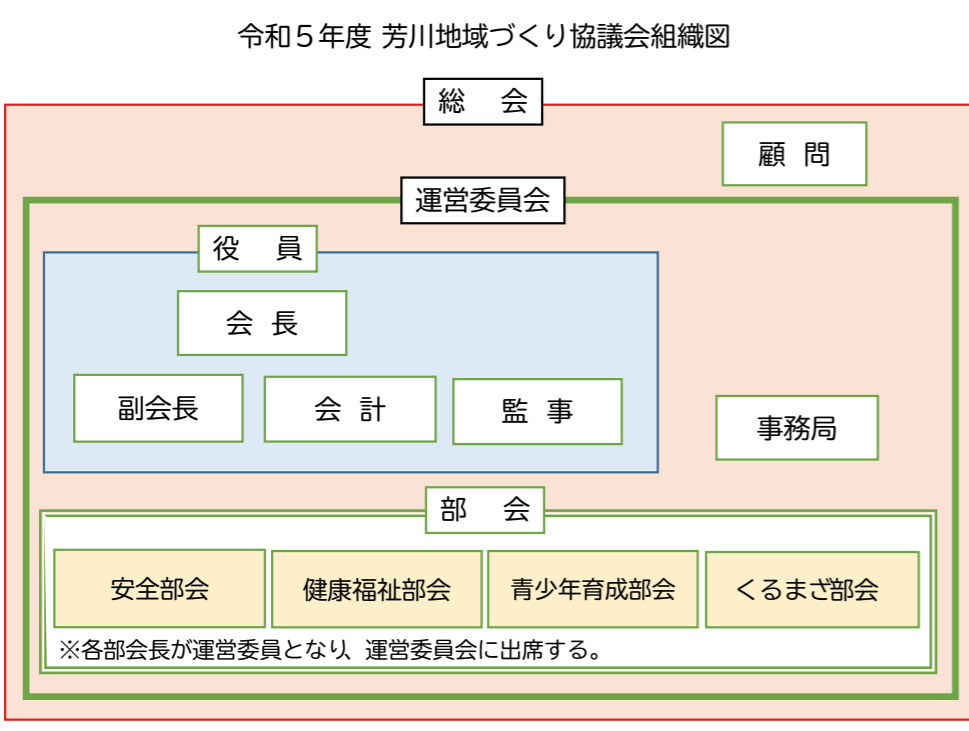 令和５年度 芳川地域づくり協議会組織図
総 会
顧 問
運営委員会
役 員
会 長
副会長
会 計
監 事
事務局
部 会
安全部会
健康福祉部会
青少年育成部会
くるまざ部会
※各部会長が運営委員となり、運営委員会に出席する。